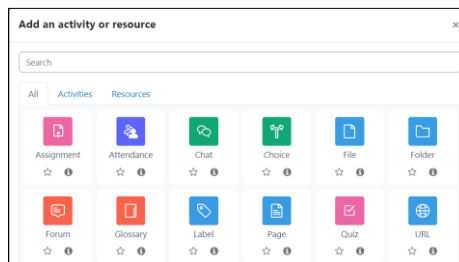 Add an activity or resource ×
Search
All Activities Resources
Assignment Attendance Chat Choice File Folder
Forum Glossary Label Page Quiz URL